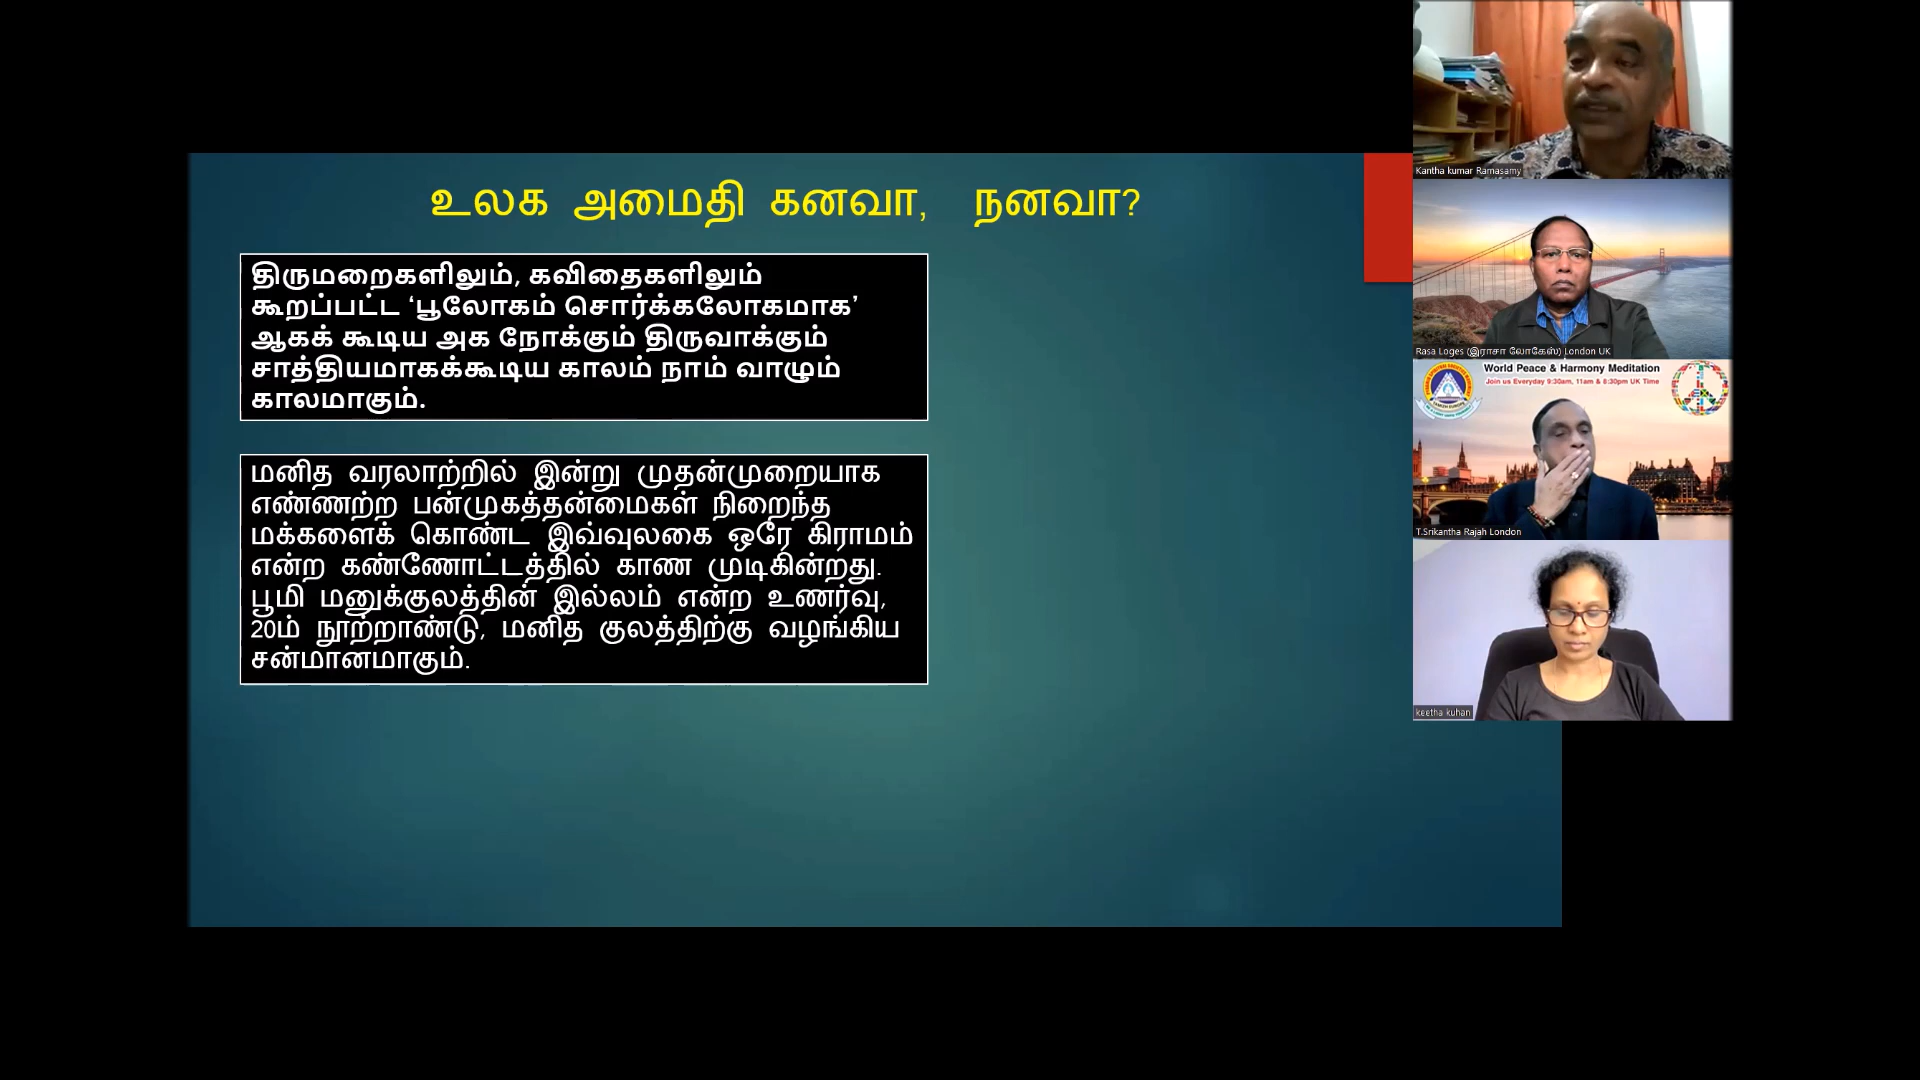 உலக அமைதி கனவா, நனவா?
திருமறைகளிலும், கவிதைகளிலும்
கூறப்பட்ட ‘பூலோகம் சொர்க்கலோகமாக’
ஆகக் கூடிய அக நோக்கும் திருவாக்கும்
சாத்தியமாகக்கூடிய காலம் நாம் வாழும்
காலமாகும்.
மனித வரலாற்றில் இன்று முதன்முறையாக
எண்ணற்ற பன்முகத்தன்மைகள் நிறைந்த
மக்களைக் கொண்ட இவ்வுலகை ஒரே கிராமம்
என்ற கண்ணோட்டத்தில் காண முடிகின்றது.
பூமி மனுக்குலத்தின் இல்லம் என்ற உணர்வு,
20ம் நூற்றாண்டு, மனித குலத்திற்கு வழங்கிய
சன்மானமாகும்.
Kantha kumar Ramasamy
Rasa Loges (இராசா லோகேஸ்) London UK
World Peace & Harmony Meditation
Join us Everyday 9:30am, 11am & 8:30pm UK Time
T.Srikantha Rajah London
keetha kuhan